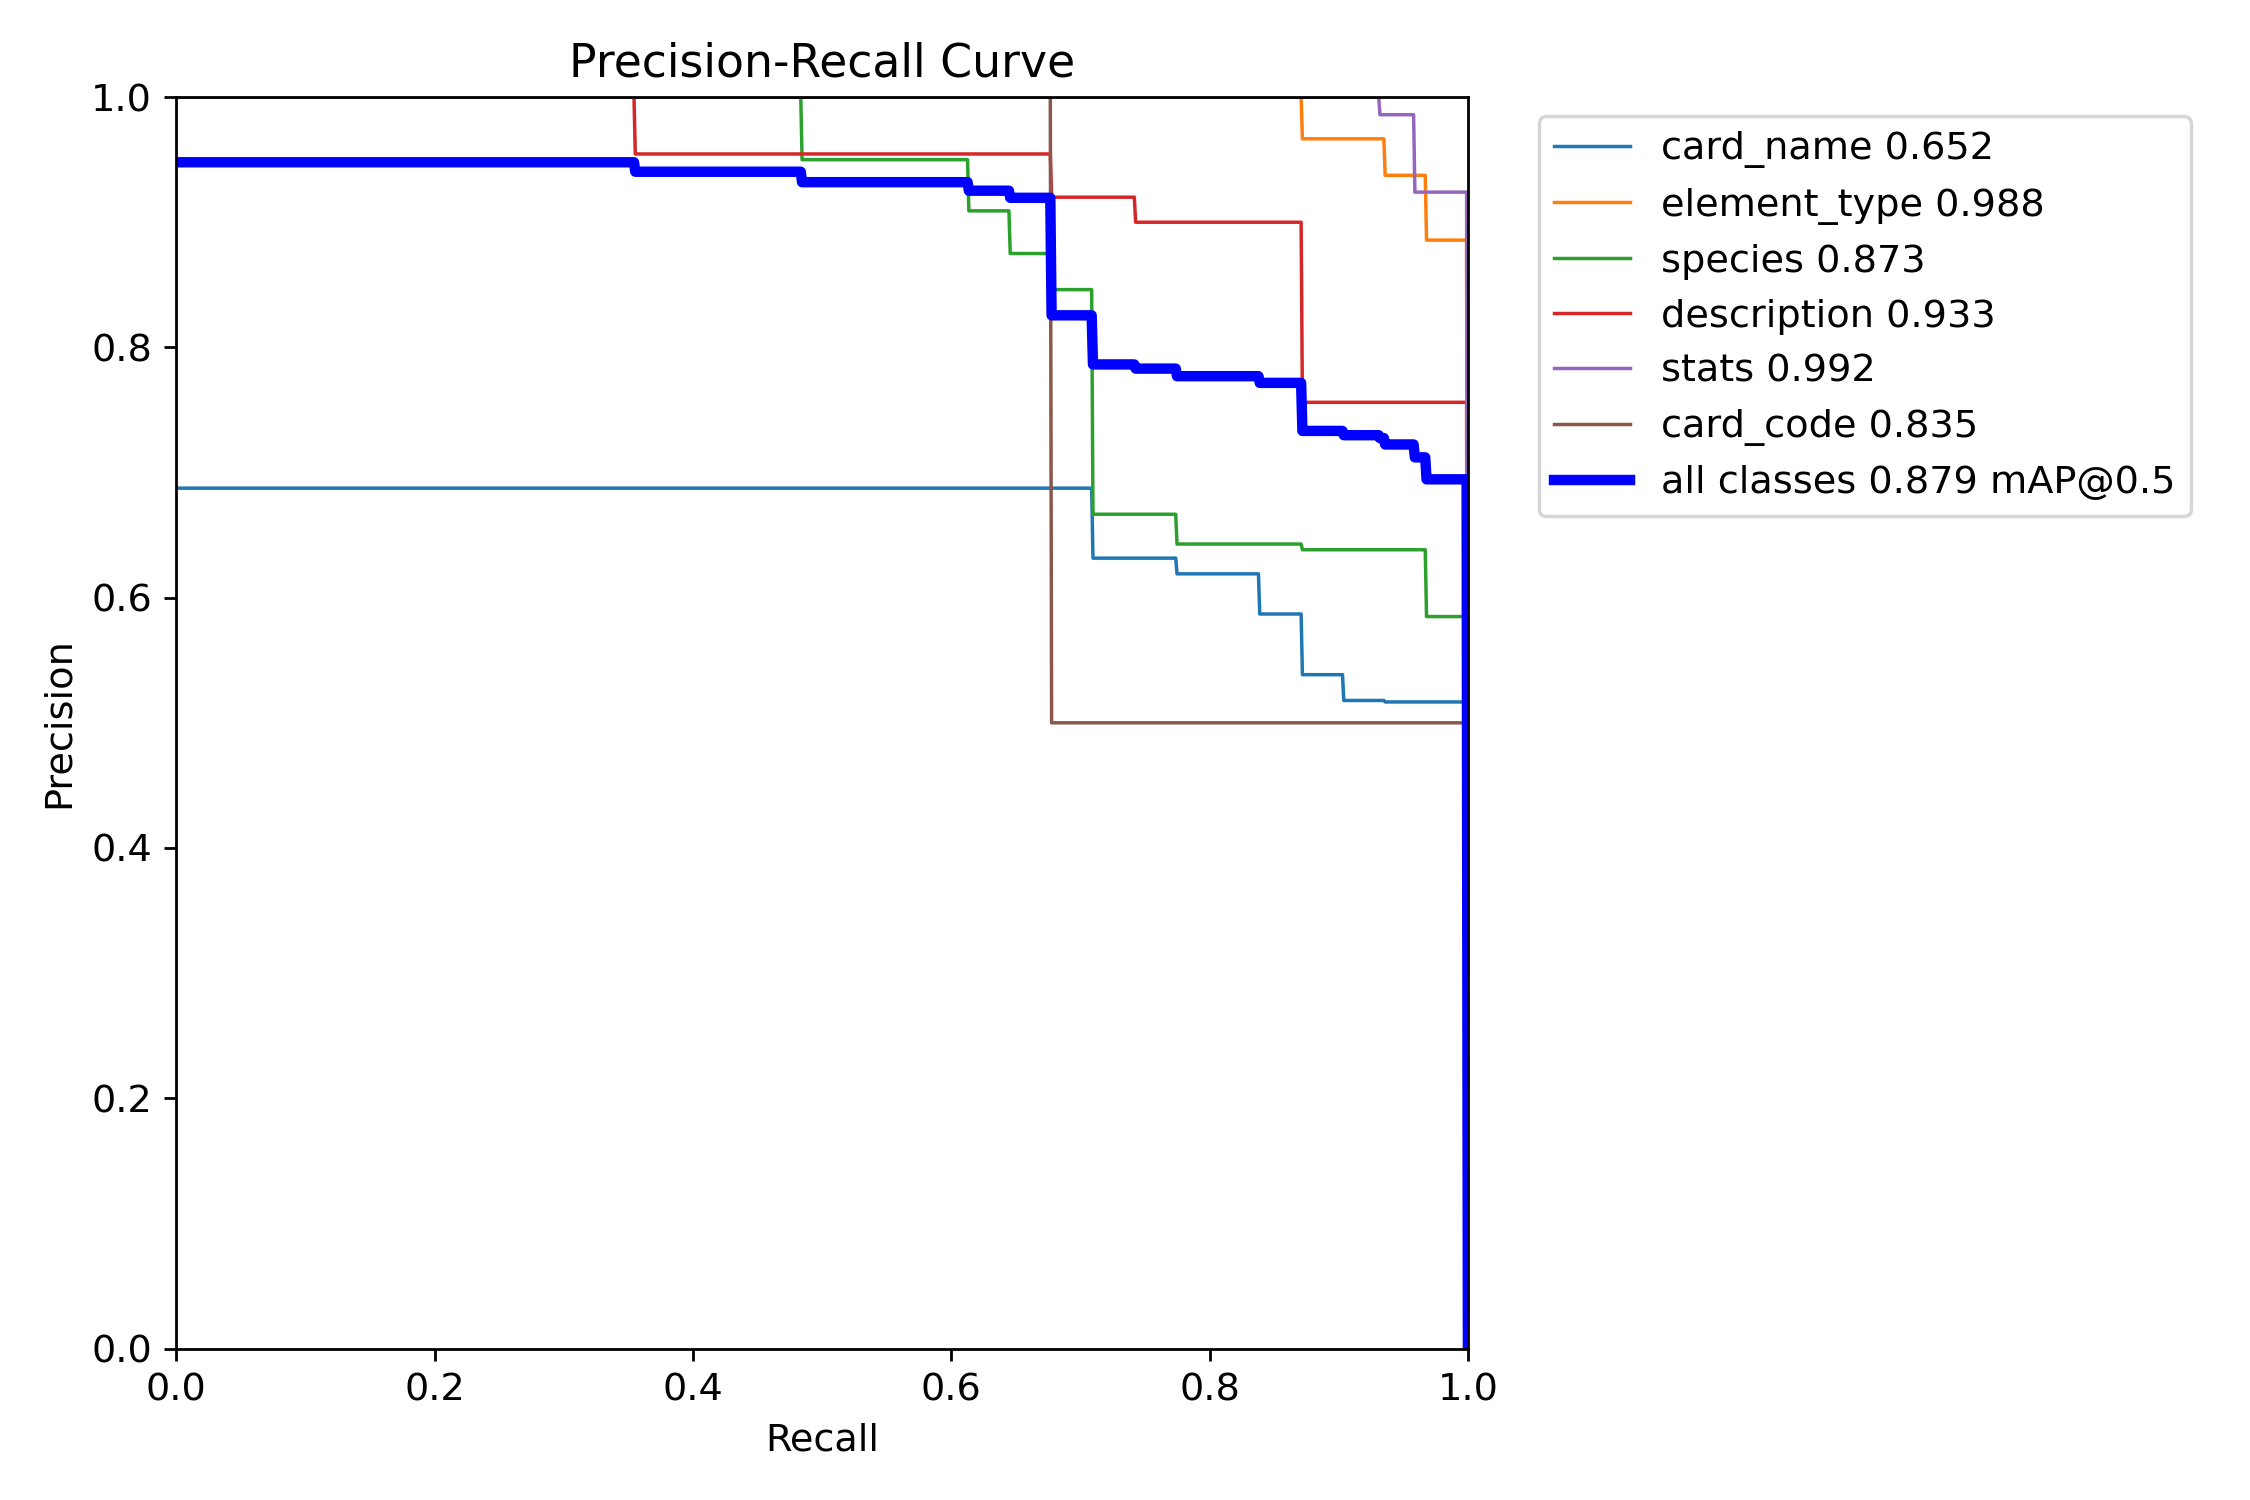 Precision-Recall Curve
1.0
0.8
0.6
0.4
0.2
0.0
Precision
0.0 0.2 0.4 0.6 0.8 1.0
Recall
card_name 0.652
element_type 0.988
species 0.873
description 0.933
stats 0.992
card_code 0.835
all classes 0.879 mAP@0.5